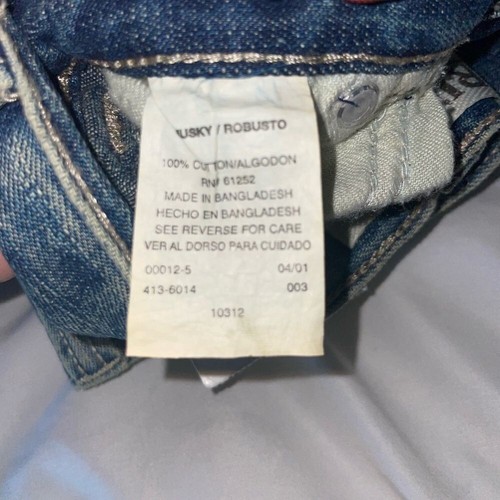 HUSKY / ROBUSTO
100% COTTON/ALGODON
RN# 61252
MADE IN BANGLADESH
HECHO EN BANGLADESH
SEE REVERSE FOR CARE
VER AL DORSO PARA CUIDADO
00012-5 04/01
413-6014 003
10312